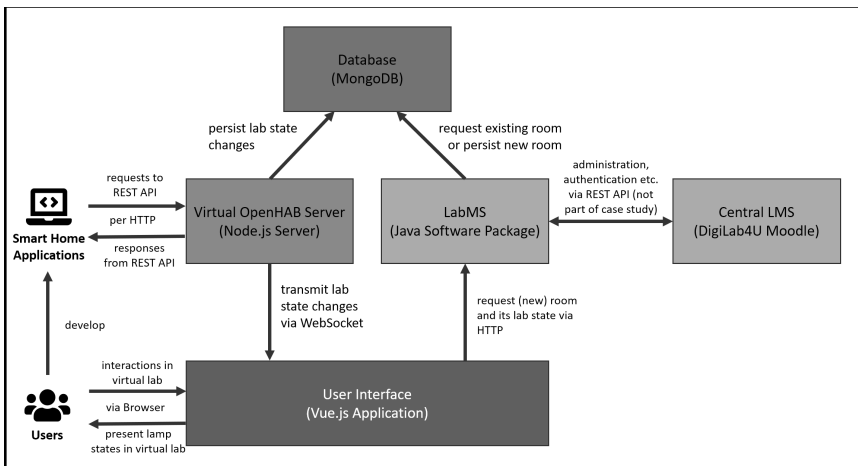 Database
(MongoDB)
persist lab state
changes
request existing room
or persist new room
requests to
REST API
per HTTP
responses
from REST API
Smart Home
Applications
Virtual OpenHAB Server
(Node.js Server)
LabMS
(Java Software Package)
administration,
authentication etc.
via REST API (not
part of case study)
Central LMS
(DigiLab4U Moodle)
transmit lab
state changes
via WebSocket
request (new) room
and its lab state via
HTTP
develop
interactions in
virtual lab
via Browser
present lamp
states in virtual lab
Users
User Interface
(Vue.js Application)